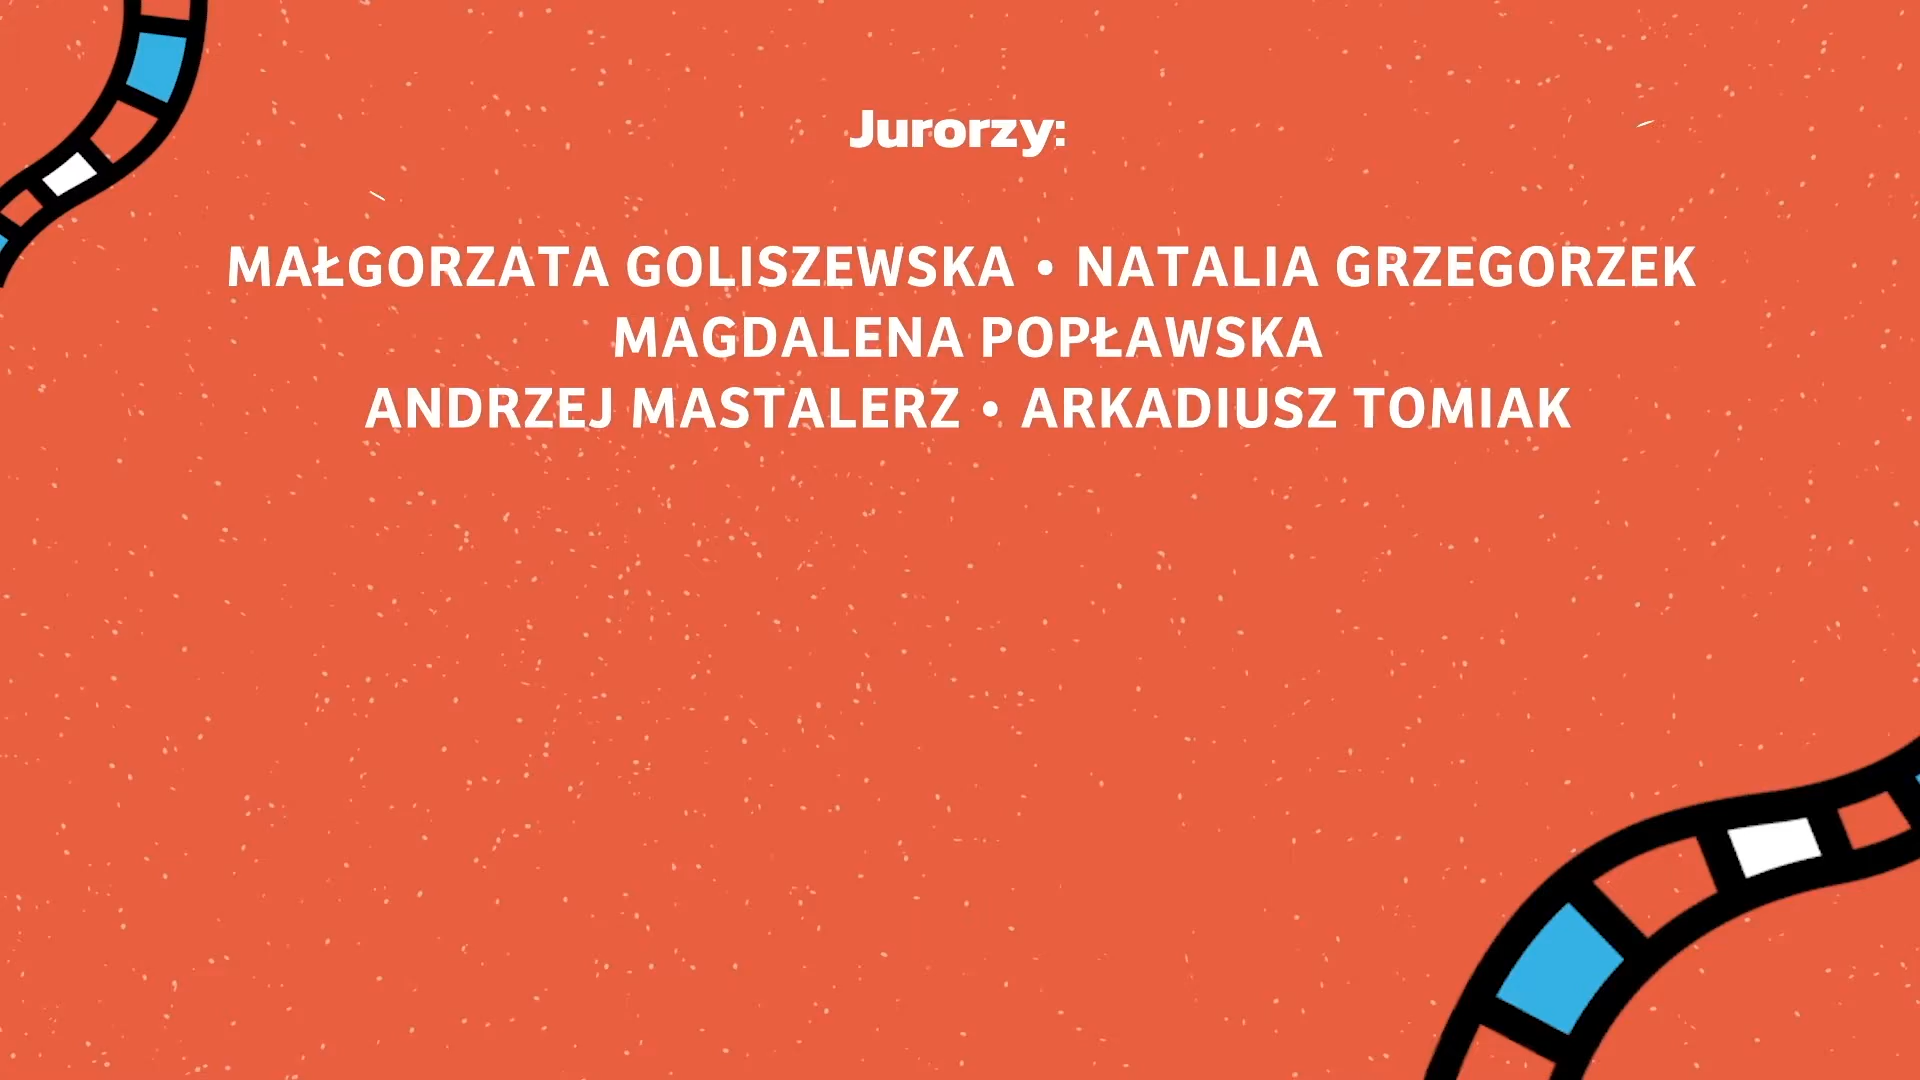 Jurorzy:
MAŁGORZATA GOLISZEWSKA • NATALIA GRZEGORZEK
MAGDALENA POPŁAWSKA
ANDRZEJ MASTALERZ • ARKADIUSZ TOMIAK